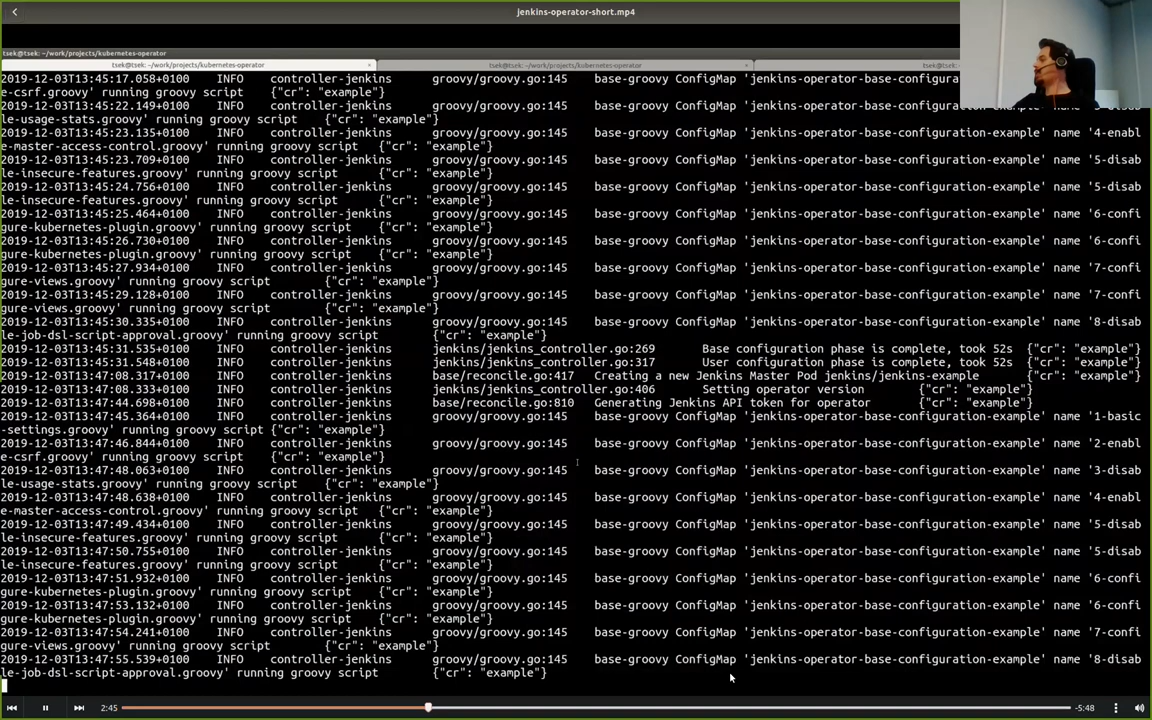 jenkins-operator-short.mp4
tsek@tsek: ~/work/projects/kubernetes-operator
tsek@tsek: ~/work/projects/kubernetes-operator × tsek@tsek: ~/work/projects/kubernetes-operator × tsek@tsek: ~
2019-12-03T13:45:17.058+0100 INFO controller-jenkins groovy/groovy.go:145 base-groovy ConfigMap 'jenkins-operator-base-configura
e-csrf.groovy' running groovy script {"cr": "example"}
2019-12-03T13:45:22.149+0100 INFO controller-jenkins groovy/groovy.go:145 base-groovy ConfigMap 'jenkins-operator-base-configura
le-usage-stats.groovy' running groovy script {"cr": "example"}
2019-12-03T13:45:23.135+0100 INFO controller-jenkins groovy/groovy.go:145 base-groovy ConfigMap 'jenkins-operator-base-configuration-example' name '4-enabl
e-master-access-control.groovy' running groovy script {"cr": "example"}
2019-12-03T13:45:23.709+0100 INFO controller-jenkins groovy/groovy.go:145 base-groovy ConfigMap 'jenkins-operator-base-configuration-example' name '5-disab
le-insecure-features.groovy' running groovy script {"cr": "example"}
2019-12-03T13:45:24.756+0100 INFO controller-jenkins groovy/groovy.go:145 base-groovy ConfigMap 'jenkins-operator-base-configuration-example' name '5-disab
le-insecure-features.groovy' running groovy script {"cr": "example"}
2019-12-03T13:45:25.464+0100 INFO controller-jenkins groovy/groovy.go:145 base-groovy ConfigMap 'jenkins-operator-base-configuration-example' name '6-confi
gure-kubernetes-plugin.groovy' running groovy script {"cr": "example"}
2019-12-03T13:45:26.730+0100 INFO controller-jenkins groovy/groovy.go:145 base-groovy ConfigMap 'jenkins-operator-base-configuration-example' name '6-confi
gure-kubernetes-plugin.groovy' running groovy script {"cr": "example"}
2019-12-03T13:45:27.934+0100 INFO controller-jenkins groovy/groovy.go:145 base-groovy ConfigMap 'jenkins-operator-base-configuration-example' name '7-confi
gure-views.groovy' running groovy script {"cr": "example"}
2019-12-03T13:45:29.128+0100 INFO controller-jenkins groovy/groovy.go:145 base-groovy ConfigMap 'jenkins-operator-base-configuration-example' name '7-confi
gure-views.groovy' running groovy script {"cr": "example"}
2019-12-03T13:45:30.335+0100 INFO controller-jenkins groovy/groovy.go:145 base-groovy ConfigMap 'jenkins-operator-base-configuration-example' name '8-disab
le-job-dsl-script-approval.groovy' running groovy script {"cr": "example"}
2019-12-03T13:45:31.535+0100 INFO controller-jenkins jenkins/jenkins_controller.go:269 Base configuration phase is complete, took 52s {"cr": "example"}
2019-12-03T13:45:31.548+0100 INFO controller-jenkins jenkins/jenkins_controller.go:317 User configuration phase is complete, took 52s {"cr": "example"}
2019-12-03T13:47:08.317+0100 INFO controller-jenkins base/reconcile.go:417 Creating a new Jenkins Master Pod jenkins/jenkins-example {"cr": "example"}
2019-12-03T13:47:08.333+0100 INFO controller-jenkins jenkins/jenkins_controller.go:406 Setting operator version {"cr": "example"}
2019-12-03T13:47:44.698+0100 INFO controller-jenkins base/reconcile.go:810 Generating Jenkins API token for operator {"cr": "example"}
2019-12-03T13:47:45.364+0100 INFO controller-jenkins groovy/groovy.go:145 base-groovy ConfigMap 'jenkins-operator-base-configuration-example' name '1-basic
-settings.groovy' running groovy script {"cr": "example"}
2019-12-03T13:47:46.844+0100 INFO controller-jenkins groovy/groovy.go:145 base-groovy ConfigMap 'jenkins-operator-base-configuration-example' name '2-enabl
e-csrf.groovy' running groovy script {"cr": "example"}
2019-12-03T13:47:48.063+0100 INFO controller-jenkins groovy/groovy.go:145 base-groovy ConfigMap 'jenkins-operator-base-configuration-example' name '3-disab
le-usage-stats.groovy' running groovy script {"cr": "example"}
2019-12-03T13:47:48.638+0100 INFO controller-jenkins groovy/groovy.go:145 base-groovy ConfigMap 'jenkins-operator-base-configuration-example' name '4-enabl
e-master-access-control.groovy' running groovy script {"cr": "example"}
2019-12-03T13:47:49.434+0100 INFO controller-jenkins groovy/groovy.go:145 base-groovy ConfigMap 'jenkins-operator-base-configuration-example' name '5-disab
le-insecure-features.groovy' running groovy script {"cr": "example"}
2019-12-03T13:47:50.755+0100 INFO controller-jenkins groovy/groovy.go:145 base-groovy ConfigMap 'jenkins-operator-base-configuration-example' name '5-disab
le-insecure-features.groovy' running groovy script {"cr": "example"}
2019-12-03T13:47:51.932+0100 INFO controller-jenkins groovy/groovy.go:145 base-groovy ConfigMap 'jenkins-operator-base-configuration-example' name '6-confi
gure-kubernetes-plugin.groovy' running groovy script {"cr": "example"}
2019-12-03T13:47:53.132+0100 INFO controller-jenkins groovy/groovy.go:145 base-groovy ConfigMap 'jenkins-operator-base-configuration-example' name '6-confi
gure-kubernetes-plugin.groovy' running groovy script {"cr": "example"}
2019-12-03T13:47:54.241+0100 INFO controller-jenkins groovy/groovy.go:145 base-groovy ConfigMap 'jenkins-operator-base-configuration-example' name '7-confi
gure-views.groovy' running groovy script {"cr": "example"}
2019-12-03T13:47:55.539+0100 INFO controller-jenkins groovy/groovy.go:145 base-groovy ConfigMap 'jenkins-operator-base-configuration-example' name '8-disab
le-job-dsl-script-approval.groovy' running groovy script {"cr": "example"}
2:45 -5:48